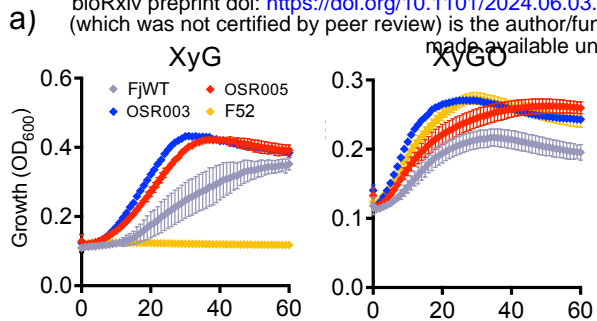 bioRxiv preprint doi: https://doi.org/10.1101/2024.06.03.
(which was not certified by peer review) is the author/fun
made available un
a)
XyG
XyGO
FjWT
OSR005
OSR003
F52
Growth (OD600)
0.6
0.4
0.2
0.0
0
20
40
60
0.3
0.2
0.1
0.0
0
20
40
60